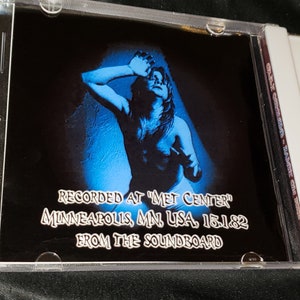 RECORDED AT "MET CENTER"
MINNEAPOLIS, MN, USA, 15.1.82
FROM THE SOUNDBOARD